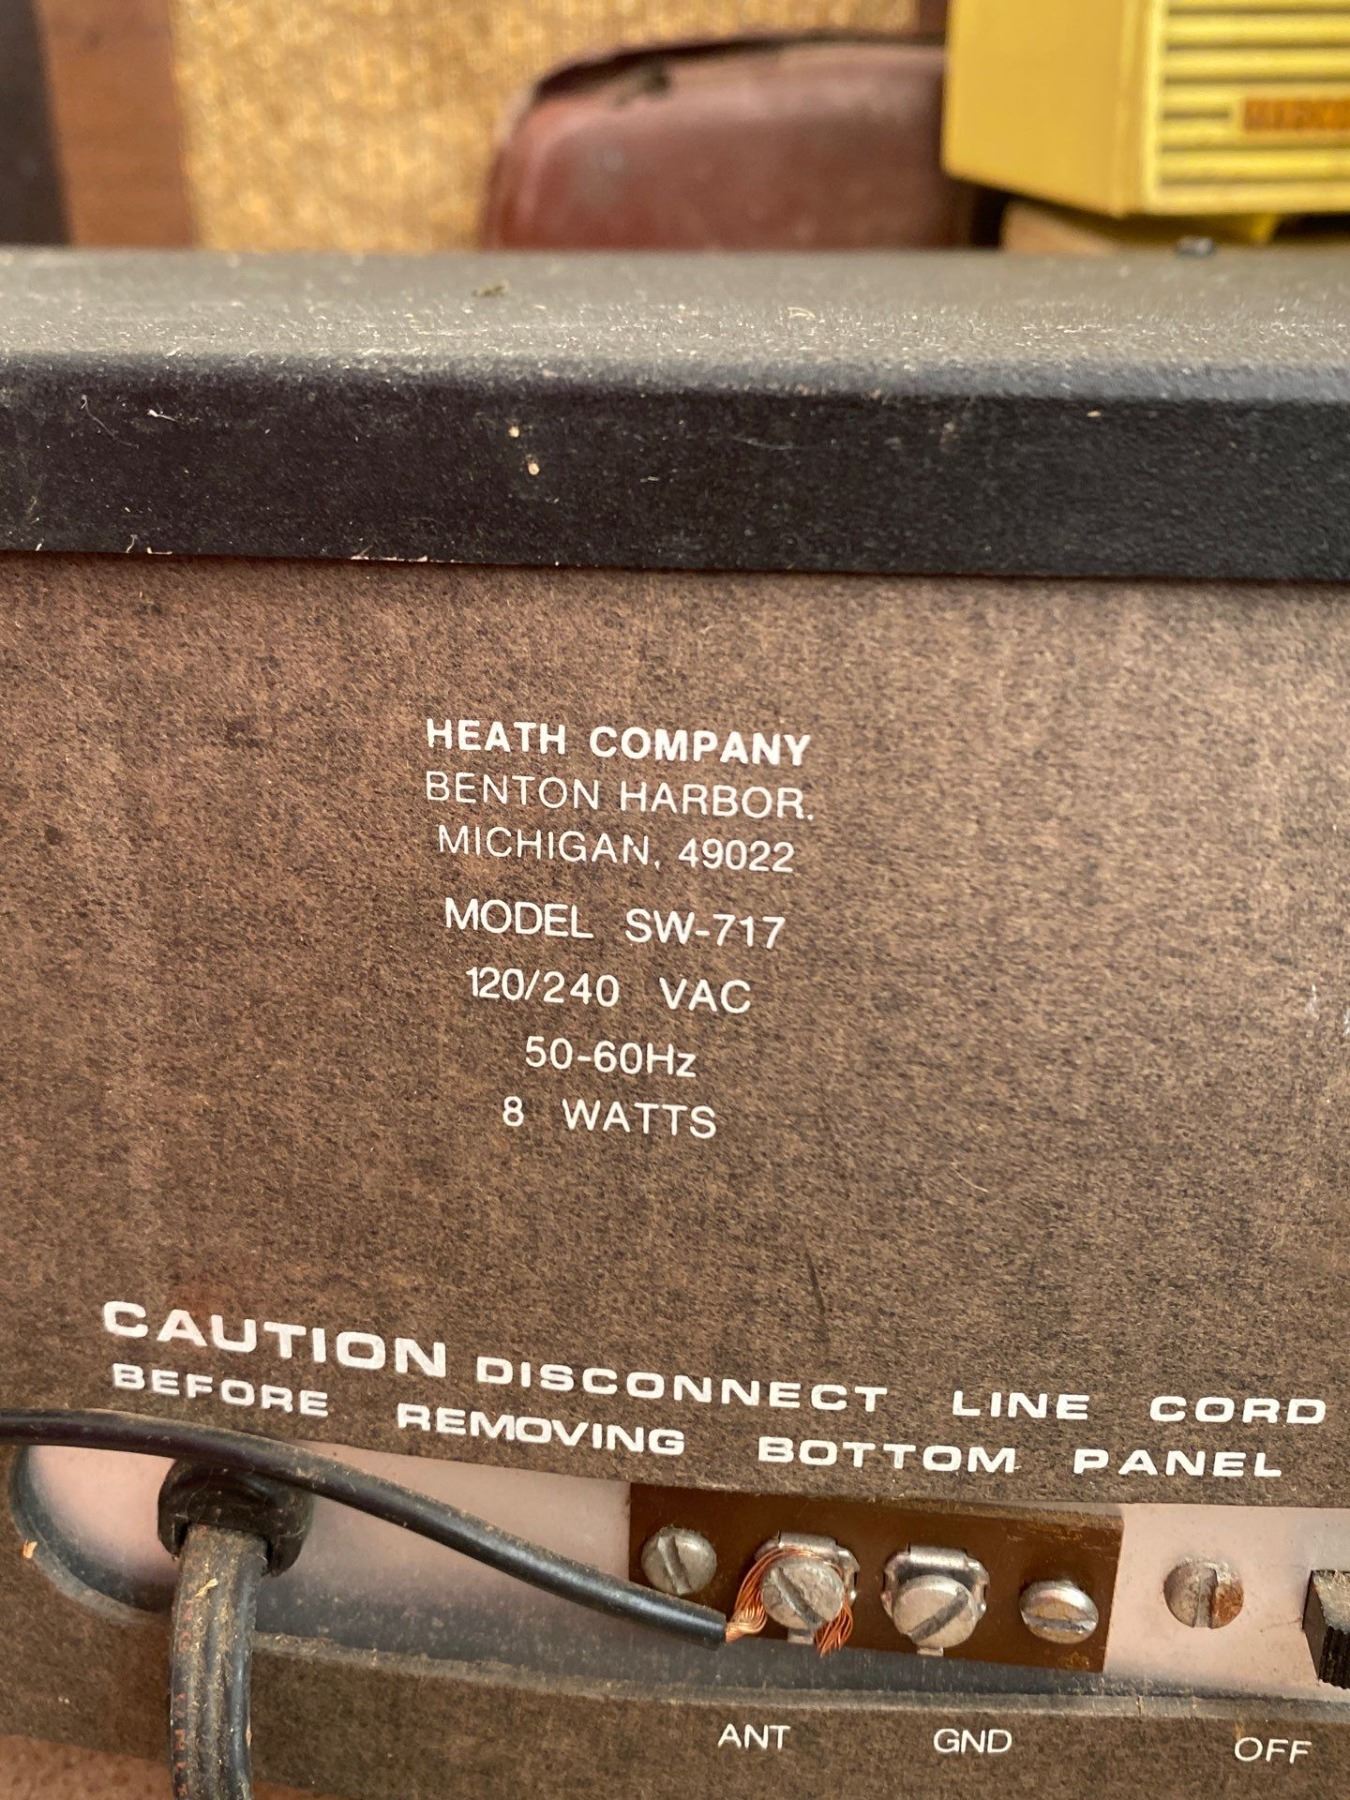 HEATH COMPANY
BENTON HARBOR.
MICHIGAN, 49022
MODEL SW-717
120/240 VAC
50-60Hz
8 WATTS
CAUTION DISCONNECT LINE CORD
BEFORE REMOVING BOTTOM PANEL
ANT GND OFF